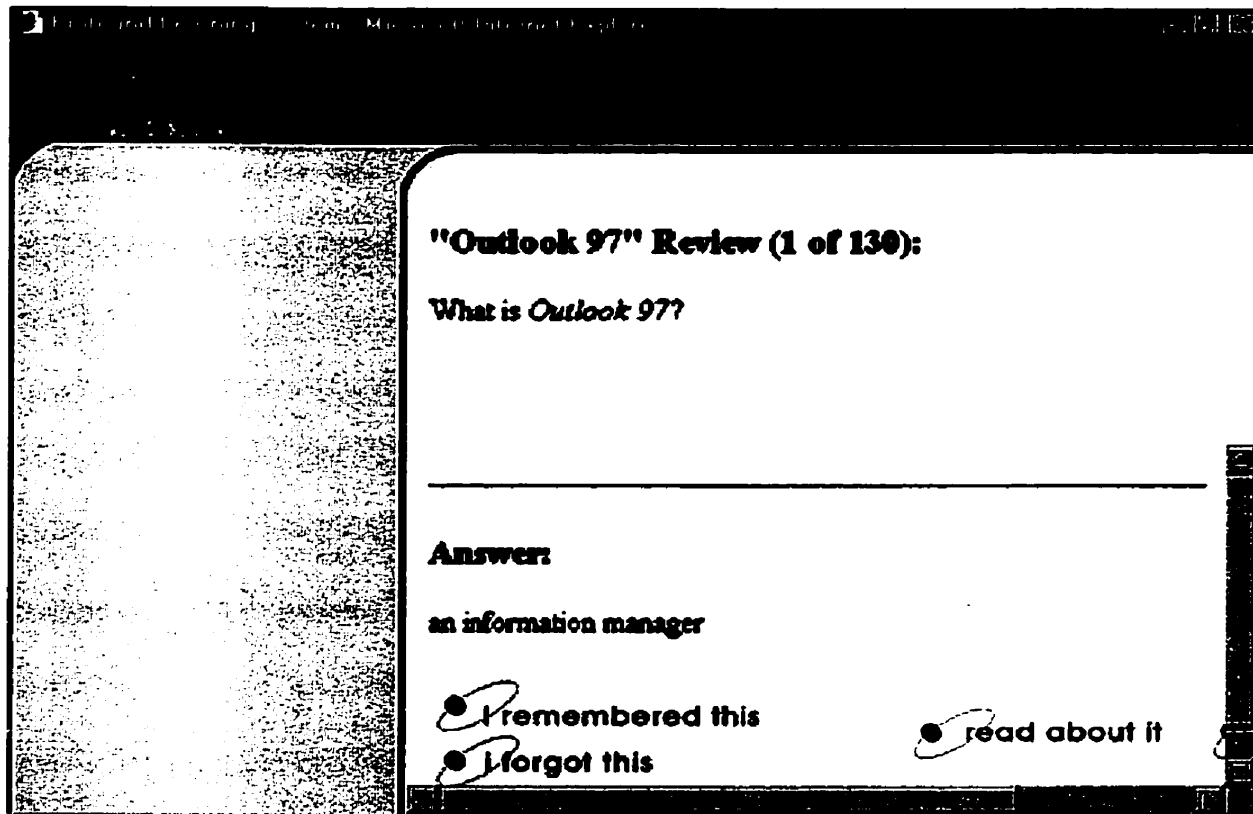 "Outlook 97" Review (1 of 130):
What is Outlook 97?
Answer:
an information manager
I remembered this
read about it
I forgot this